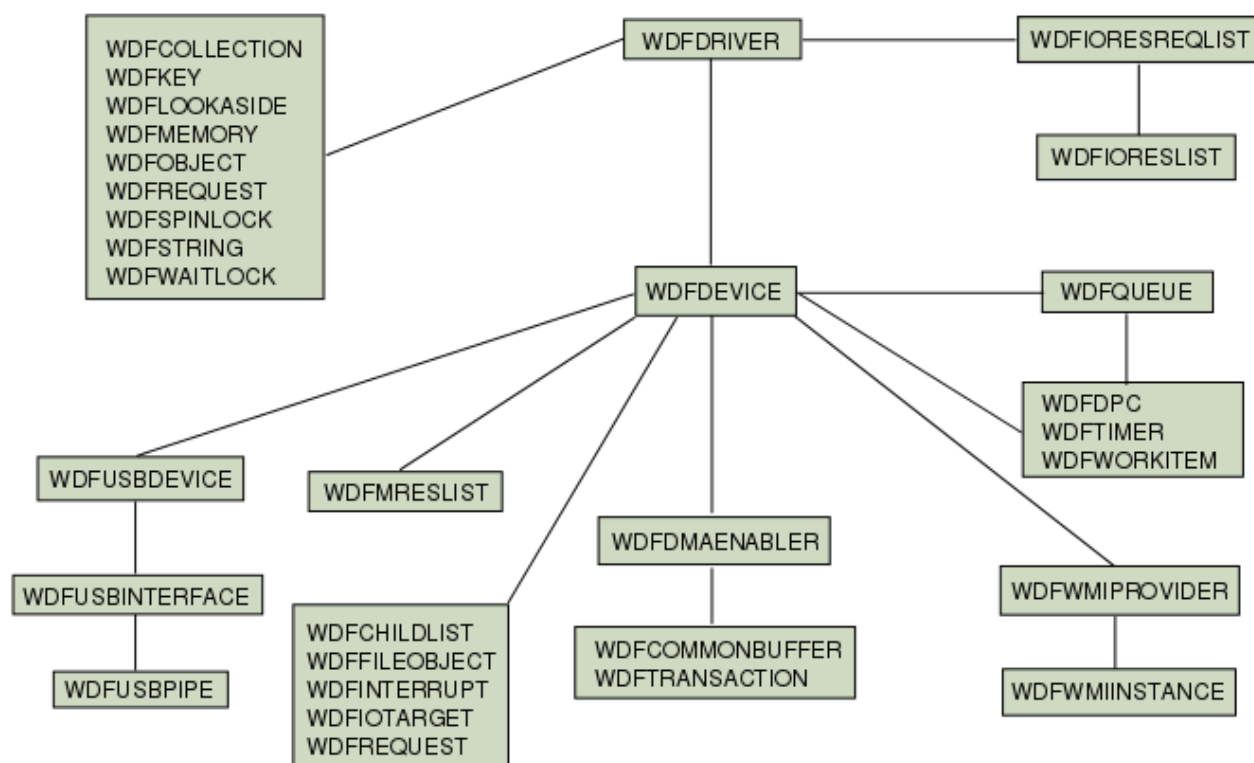 WDFCOLLECTION
WDFKEY
WDFLOOKASIDE
WDFMEMORY
WDFOBJECT
WDFREQUEST
WDFSPINLOCK
WDFSTRING
WDFWAITLOCK
WDFDRIVER
WDFIORESREQLIST
WDFIORESLIST
WDFDEVICE
WDFQUEUE
WDFDPC
WDFTIMER
WDFWORKITEM
WDFUSBDEVICE
WDFUSBINTERFACE
WDFUSBPIPE
WDFMRESLIST
WDFCHILDLIST
WDFFILEOBJECT
WDFINTERRUPT
WDFIOTARGET
WDFREQUEST
WDFDMAENABLER
WDFCOMMONBUFFER
WDFTRANSACTION
WDFWMIPROVIDER
WDFWMIINSTANCE